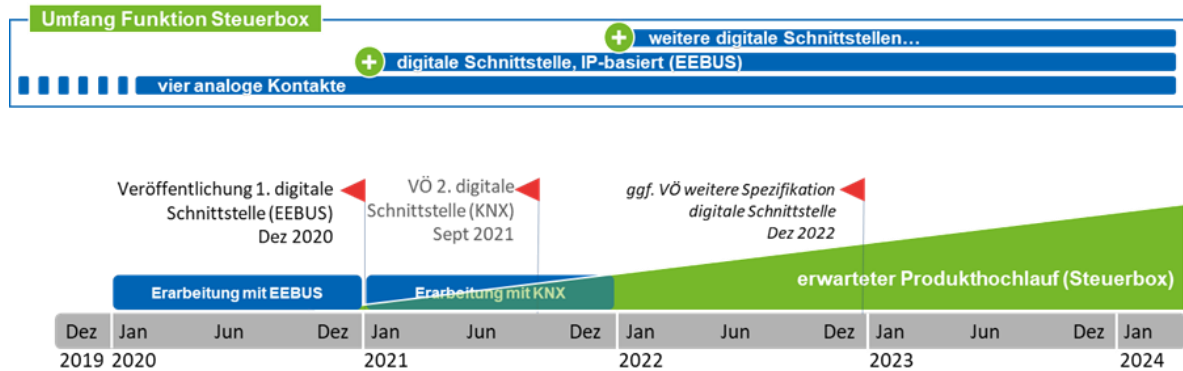 Umfang Funktion Steuerbox
weitere digitale Schnittstellen...
digitale Schnittstelle, IP-basiert (EEBUS)
vier analoge Kontakte
Veröffentlichung 1. digitale
Schnittstelle (EEBUS)
Dez 2020
VÖ 2. digitale
Schnittstelle (KNX)
Sept 2021
ggf. VÖ weitere Spezifikation
digitale Schnittstelle
Dez 2022
erwarteter Produkthochlauf (Steuerbox)
Erarbeitung mit EEBUS
Erarbeitung mit KNX
Dez Jan Jun Dez Jan Jun Dez Jan Jun Dez Jan Jun Dez Jan
2019 2020 2021 2022 2023 2024